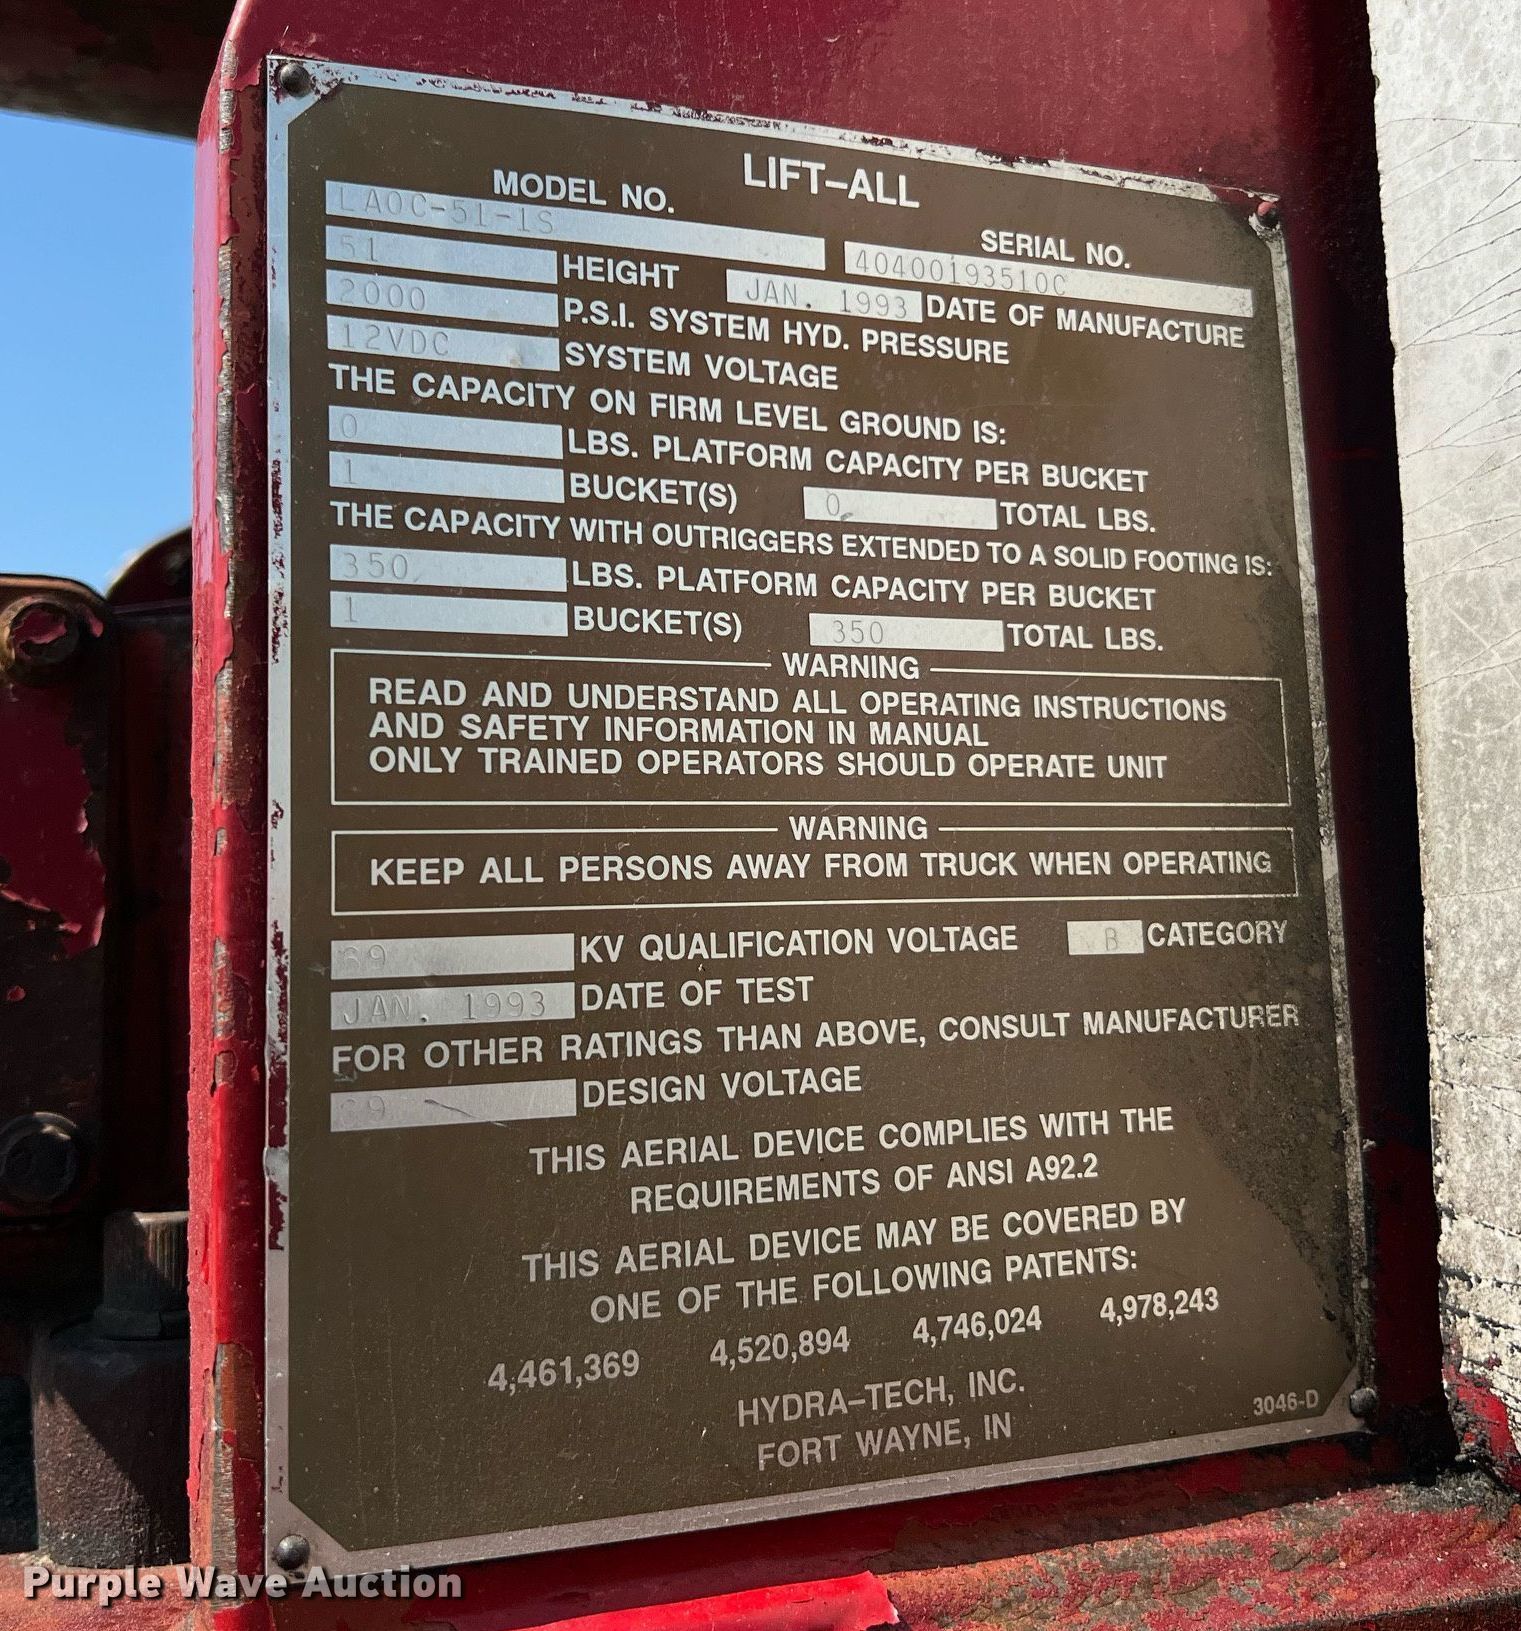 LIFT-ALL
MODEL NO.
LAOC-51-1S
SERIAL NO.
40400193510C
51 HEIGHT JAN. 1993 DATE OF MANUFACTURE
2000 P.S.I. SYSTEM HYD. PRESSURE
12VDC SYSTEM VOLTAGE
THE CAPACITY ON FIRM LEVEL GROUND IS:
0 LBS. PLATFORM CAPACITY PER BUCKET
1 BUCKET(S) 0 TOTAL LBS.
THE CAPACITY WITH OUTRIGGERS EXTENDED TO A SOLID FOOTING IS:
350 LBS. PLATFORM CAPACITY PER BUCKET
1 BUCKET(S) 350 TOTAL LBS.
WARNING
READ AND UNDERSTAND ALL OPERATING INSTRUCTIONS
AND SAFETY INFORMATION IN MANUAL
ONLY TRAINED OPERATORS SHOULD OPERATE UNIT
WARNING
KEEP ALL PERSONS AWAY FROM TRUCK WHEN OPERATING
KV QUALIFICATION VOLTAGE B CATEGORY
JAN. 1993 DATE OF TEST
FOR OTHER RATINGS THAN ABOVE, CONSULT MANUFACTURER
DESIGN VOLTAGE
THIS AERIAL DEVICE COMPLIES WITH THE
REQUIREMENTS OF ANSI A92.2
THIS AERIAL DEVICE MAY BE COVERED BY
ONE OF THE FOLLOWING PATENTS:
4,461,369 4,520,894 4,746,024 4,978,243
HYDRA-TECH, INC.
FORT WAYNE, IN
3046-D
Purple Wave Auction